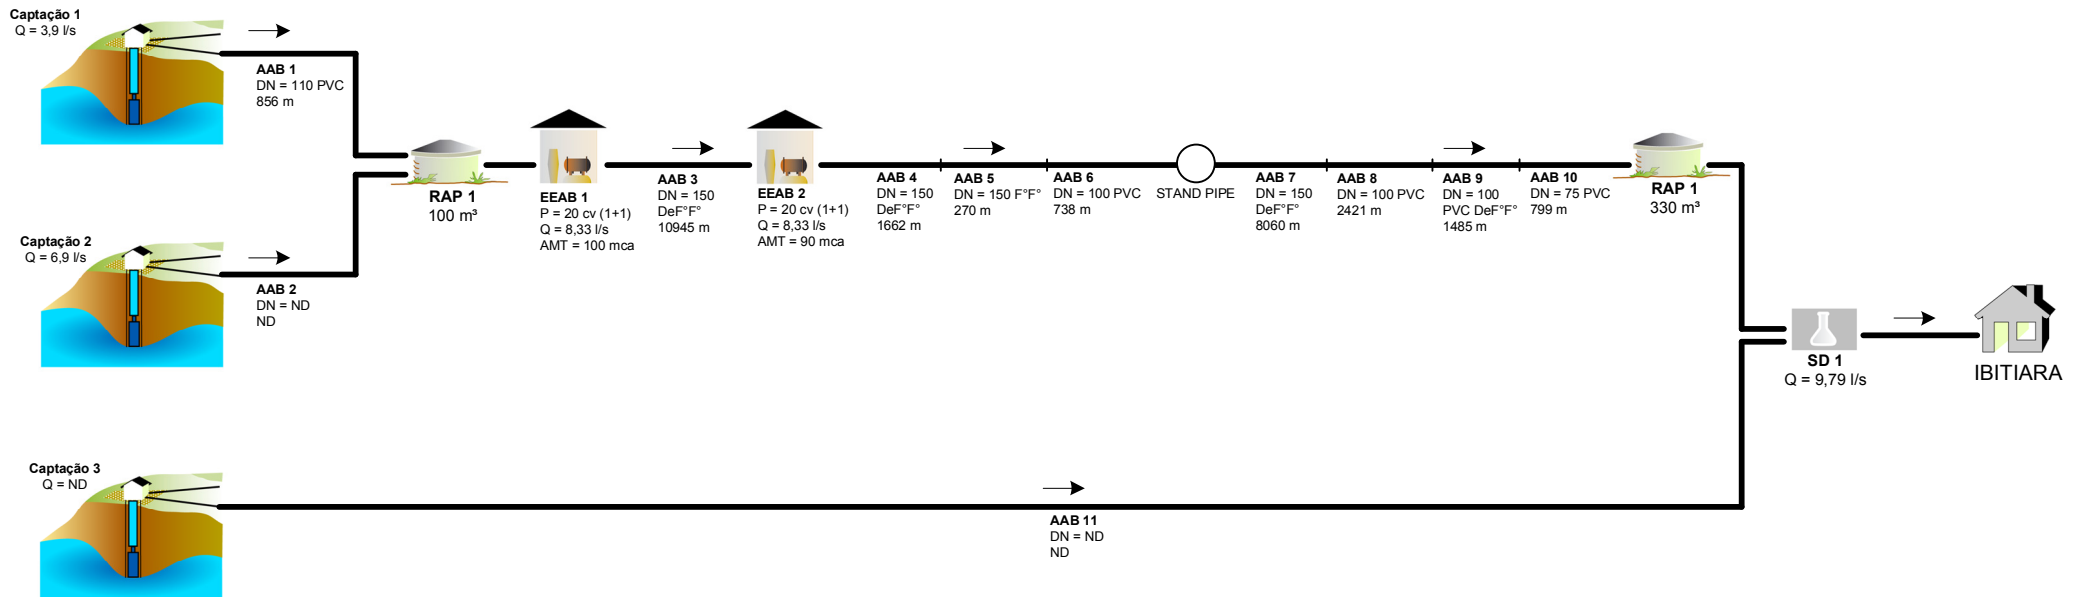 Captação 1
Q = 3,9 l/s
AAB 1
DN = 110 PVC
856 m
Captação 2
Q = 6,9 l/s
AAB 2
DN = ND
ND
RAP 1
100 m³
EEAB 1
P = 20 cv (1+1)
Q = 8,33 l/s
AMT = 100 mca
AAB 3
DN = 150
DeF°F°
10945 m
EEAB 2
P = 20 cv (1+1)
Q = 8,33 l/s
AMT = 90 mca
AAB 4
DN = 150
DeF°F°
1662 m
AAB 5
DN = 150 F°F°
270 m
AAB 6
DN = 100 PVC
738 m
STAND PIPE
AAB 7
DN = 150
DeF°F°
8060 m
AAB 8
DN = 100 PVC
2421 m
AAB 9
DN = 100
PVC DeF°F°
1485 m
AAB 10
DN = 75 PVC
799 m
RAP 1
330 m³
SD 1
Q = 9,79 l/s
IBITIARA
Captação 3
Q = ND
AAB 11
DN = ND
ND